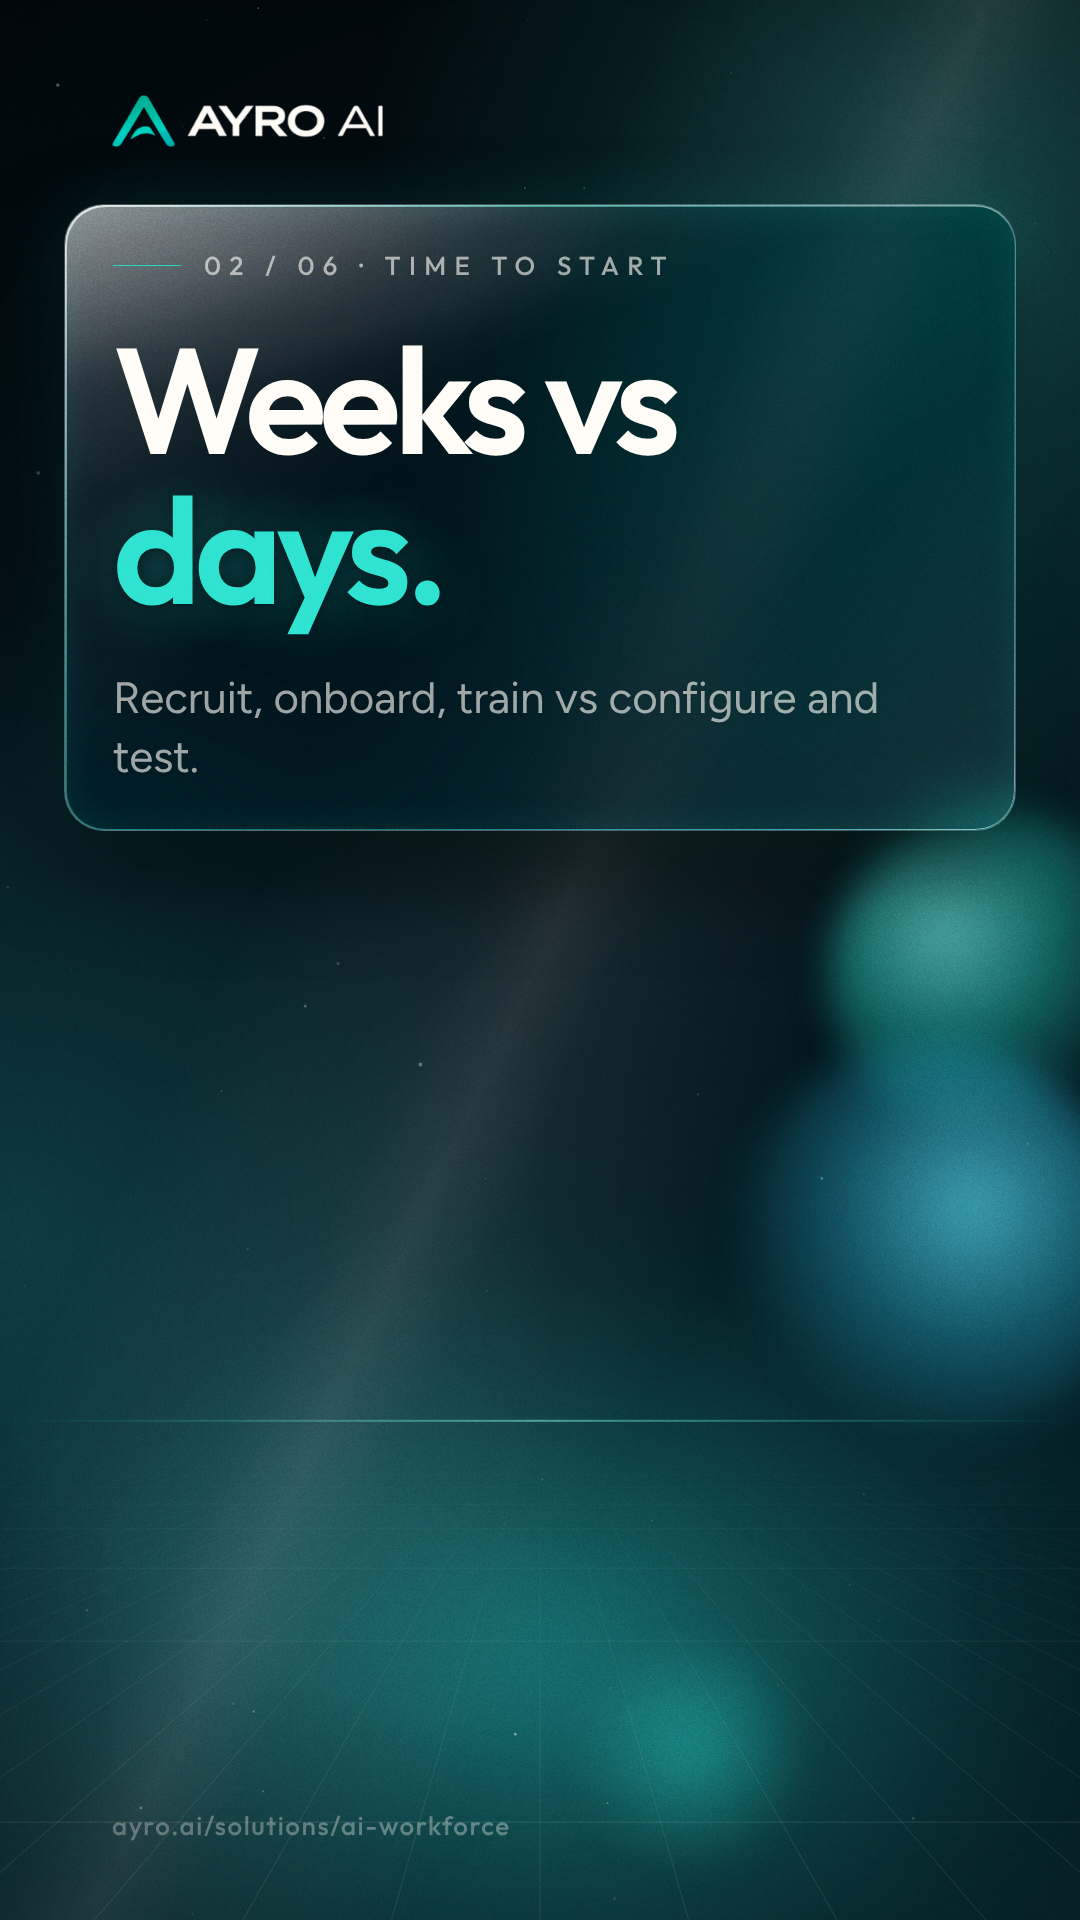 AYRO AI
02 / 06 · TIME TO START
Weeks vs
days.
Recruit, onboard, train vs configure and
test.
ayro.ai/solutions/ai-workforce